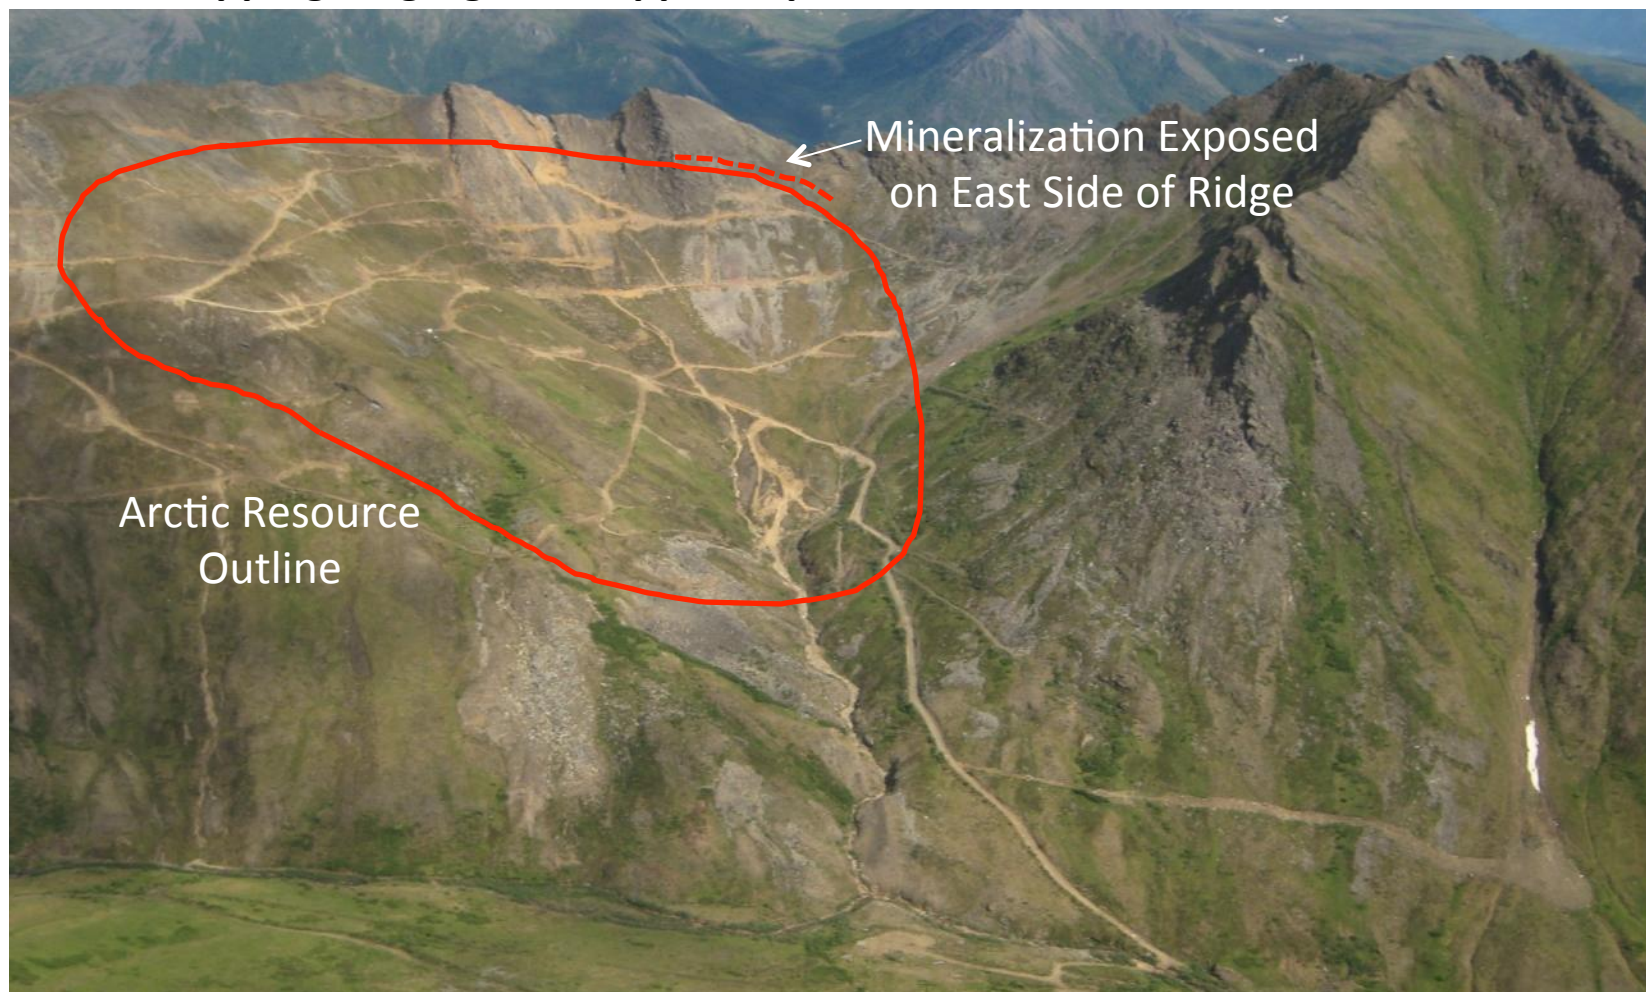 Mineralization Exposed
on East Side of Ridge
Arctic Resource
Outline